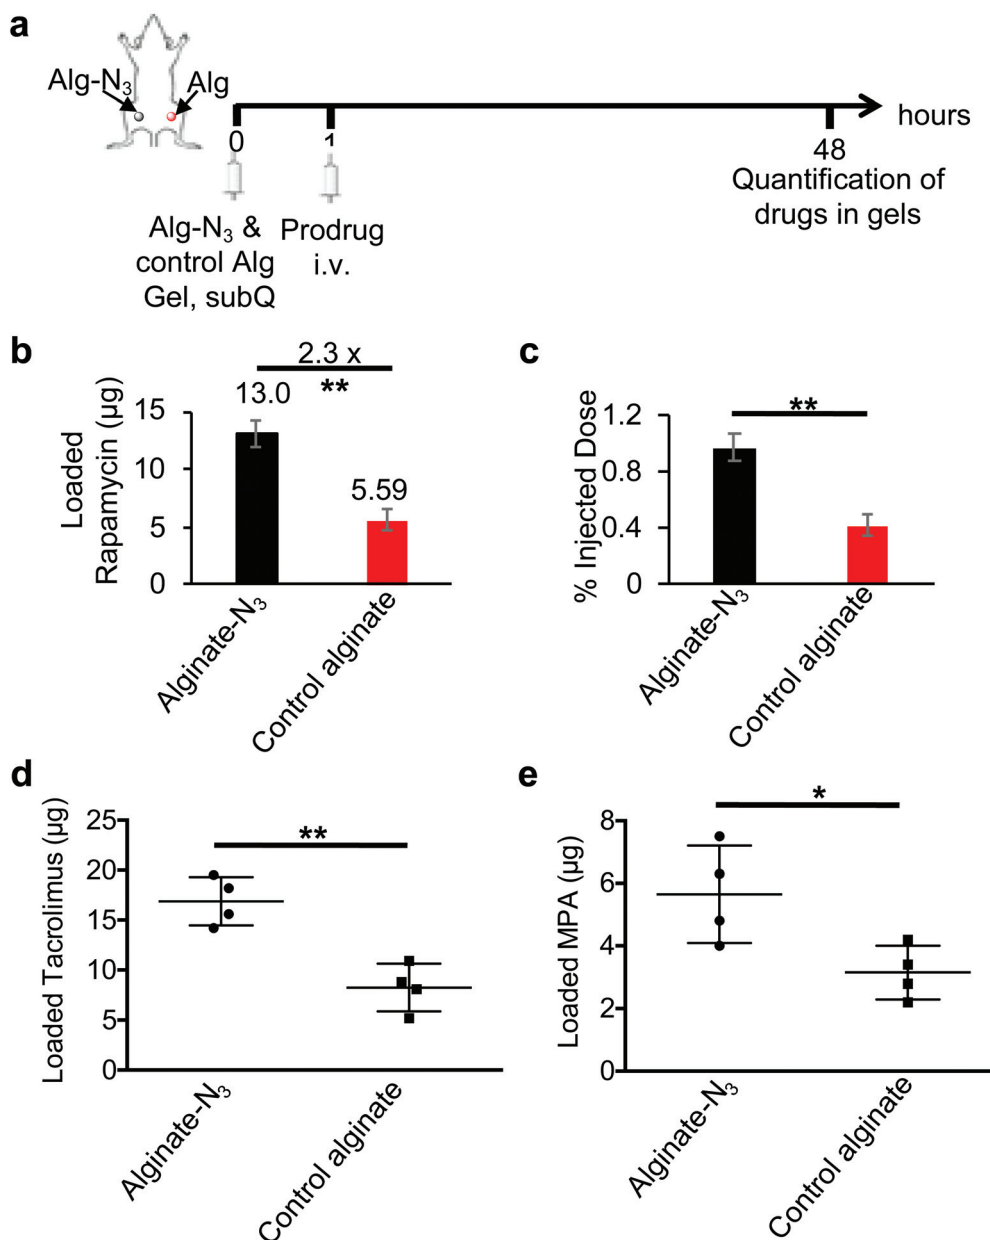 a
Alg-N₃
Alg
hours
0
1
48
Alg-N₃ &
control Alg
Gel, subQ
Prodrug
i.v.
Quantification of
drugs in gels
b
2.3 x
**
13.0
5.59
Loaded
Rapamycin (µg)
15
10
5
0
Alginate-N₃
Control alginate
c
**
% Injected Dose
1.2
0.8
0.4
0
Alginate-N₃
Control alginate
d
**
Loaded Tacrolimus (µg)
25
20
15
10
5
0
Alginate-N₃
Control alginate
e
*
Loaded MPA (µg)
8
6
4
2
0
Alginate-N₃
Control alginate